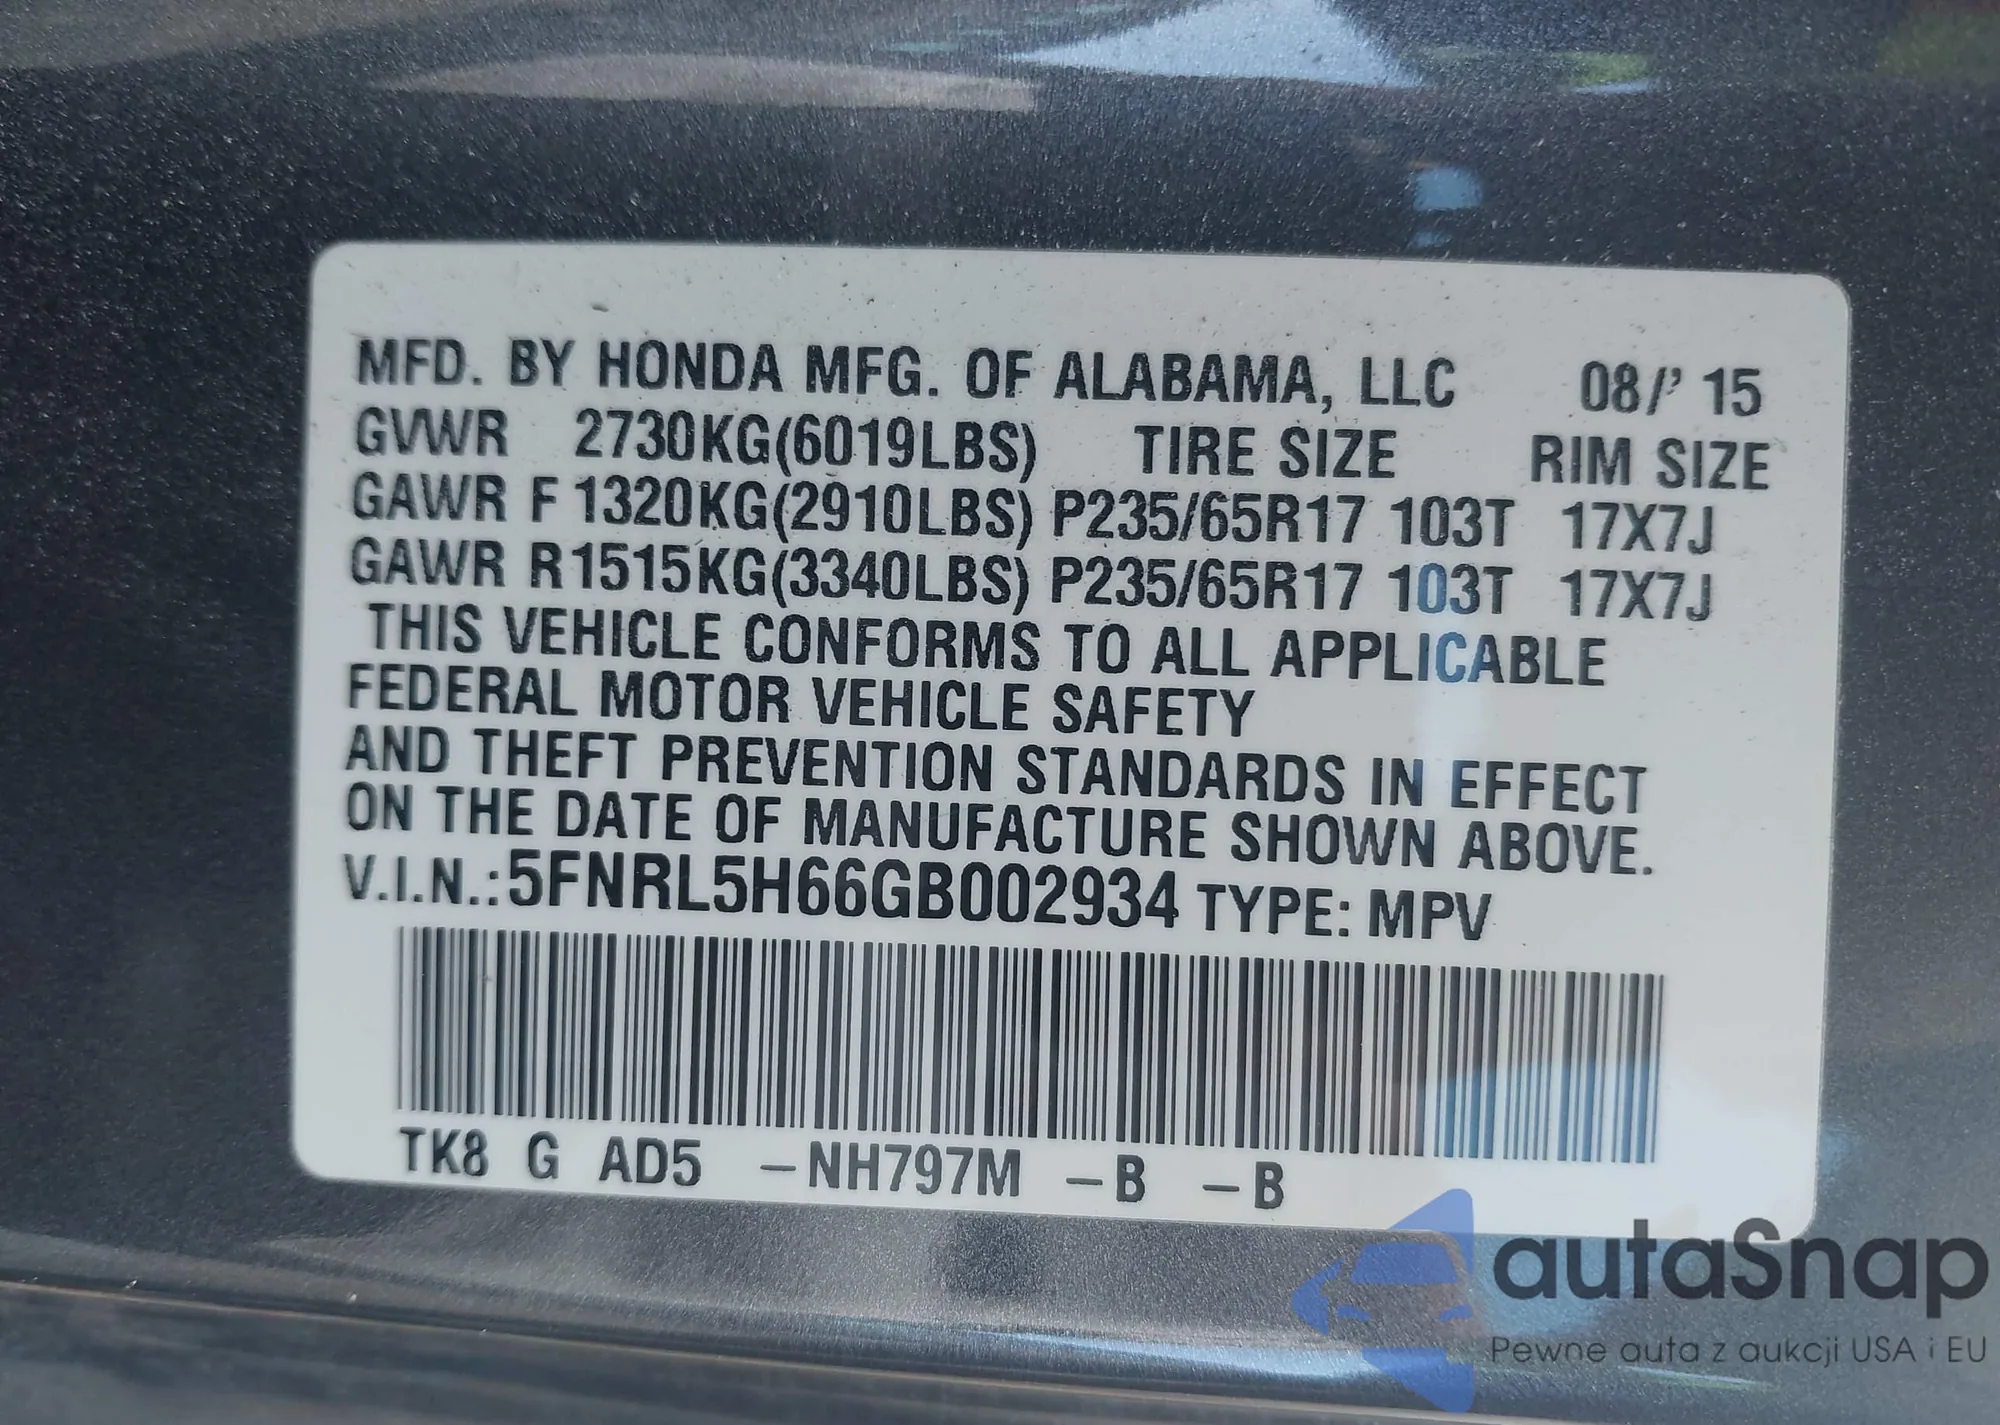 MFD. BY HONDA MFG. OF ALABAMA, LLC 08/' 15
GVWR 2730KG(6019LBS) TIRE SIZE RIM SIZE
GAWR F 1320KG(2910LBS) P235/65R17 103T 17X7J
GAWR R1515KG(3340LBS) P235/65R17 103T 17X7J
THIS VEHICLE CONFORMS TO ALL APPLICABLE
FEDERAL MOTOR VEHICLE SAFETY
AND THEFT PREVENTION STANDARDS IN EFFECT
ON THE DATE OF MANUFACTURE SHOWN ABOVE.
V.I.N.:5FNRL5H66GB002934 TYPE: MPV
TK8 G AD5 -NH797M -B -B
autaSnap
Pewne auta z aukcji USA i EU